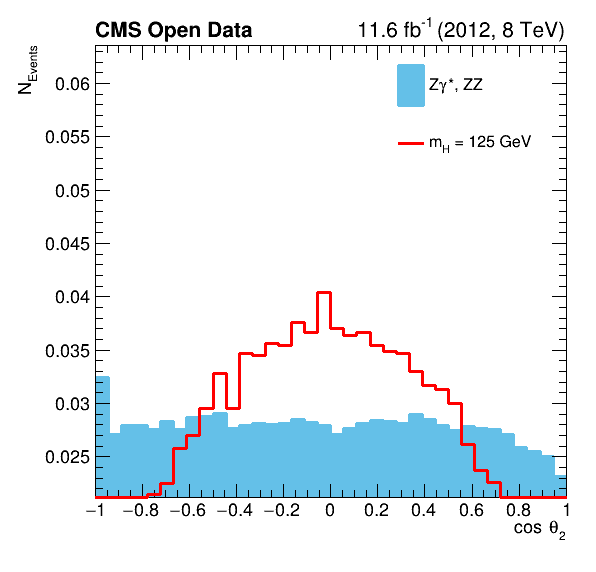 CMS Open Data 11.6 fb⁻¹ (2012, 8 TeV)
N_Events
Zγ*, ZZ
m_H = 125 GeV
0.06
0.055
0.05
0.045
0.04
0.035
0.03
0.025
−1 −0.8 −0.6 −0.4 −0.2 0 0.2 0.4 0.6 0.8 1
cos θ₂